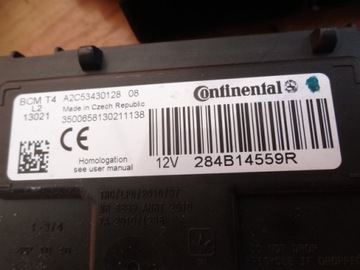 BCM T4 A2C53430128 08
L2 Made in Czech Republic
13021 3500658130211138
Continental
CE
Homologation
see user manual
12V 284B14559R